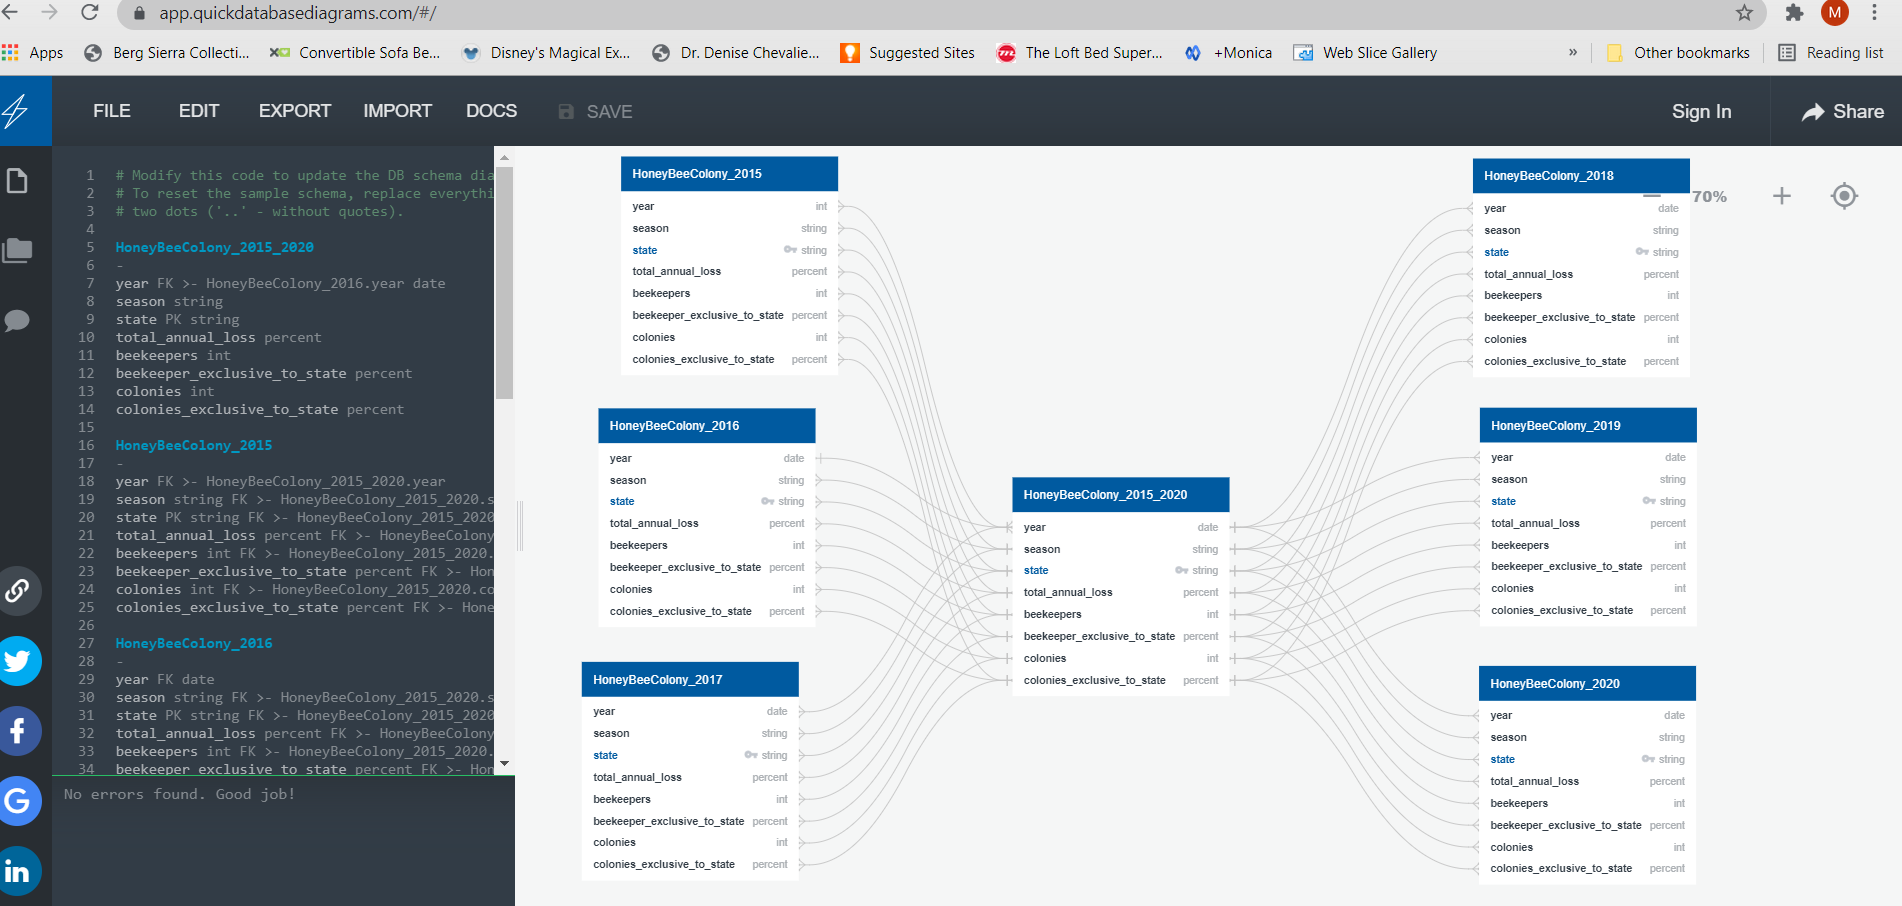 app.quickdatabasediagrams.com/#/
M
Apps
Berg Sierra Collecti...
Convertible Sofa Be...
Disney's Magical Ex...
Dr. Denise Chevalie...
Suggested Sites
The Loft Bed Super...
+Monica
Web Slice Gallery
»
Other bookmarks
Reading list
FILE
EDIT
EXPORT
IMPORT
DOCS
SAVE
Sign In
Share
1 # Modify this code to update the DB schema dia
2 # To reset the sample schema, replace everythi
3 # two dots ('..' - without quotes).
4
5 HoneyBeeColony_2015_2020
6 -
7 year FK >- HoneyBeeColony_2016.year date
8 season string
9 state PK string
10 total_annual_loss percent
11 beekeepers int
12 beekeeper_exclusive_to_state percent
13 colonies int
14 colonies_exclusive_to_state percent
15
16 HoneyBeeColony_2015
17 -
18 year FK >- HoneyBeeColony_2015_2020.year
19 season string FK >- HoneyBeeColony_2015_2020.s
20 state PK string FK >- HoneyBeeColony_2015_2020
21 total_annual_loss percent FK >- HoneyBeeColony
22 beekeepers int FK >- HoneyBeeColony_2015_2020.
23 beekeeper_exclusive_to_state percent FK >- Hon
24 colonies int FK >- HoneyBeeColony_2015_2020.co
25 colonies_exclusive_to_state percent FK >- Hone
26
27 HoneyBeeColony_2016
28 -
29 year FK date
30 season string FK >- HoneyBeeColony_2015_2020.s
31 state PK string FK >- HoneyBeeColony_2015_2020
32 total_annual_loss percent FK >- HoneyBeeColony
33 beekeepers int FK >- HoneyBeeColony_2015_2020.
34 beekeeper_exclusive_to_state percent FK >- Hon
No errors found. Good job!
HoneyBeeColony_2015
year int
season string
state string
total_annual_loss percent
beekeepers int
beekeeper_exclusive_to_state percent
colonies int
colonies_exclusive_to_state percent
HoneyBeeColony_2016
year date
season string
state string
total_annual_loss percent
beekeepers int
beekeeper_exclusive_to_state percent
colonies int
colonies_exclusive_to_state percent
HoneyBeeColony_2017
year date
season string
state string
total_annual_loss percent
beekeepers int
beekeeper_exclusive_to_state percent
colonies int
colonies_exclusive_to_state percent
HoneyBeeColony_2015_2020
year date
season string
state string
total_annual_loss percent
beekeepers int
beekeeper_exclusive_to_state percent
colonies int
colonies_exclusive_to_state percent
HoneyBeeColony_2018
70%
year date
season string
state string
total_annual_loss percent
beekeepers int
beekeeper_exclusive_to_state percent
colonies int
colonies_exclusive_to_state percent
HoneyBeeColony_2019
year date
season string
state string
total_annual_loss percent
beekeepers int
beekeeper_exclusive_to_state percent
colonies int
colonies_exclusive_to_state percent
HoneyBeeColony_2020
year date
season string
state string
total_annual_loss percent
beekeepers int
beekeeper_exclusive_to_state percent
colonies int
colonies_exclusive_to_state percent